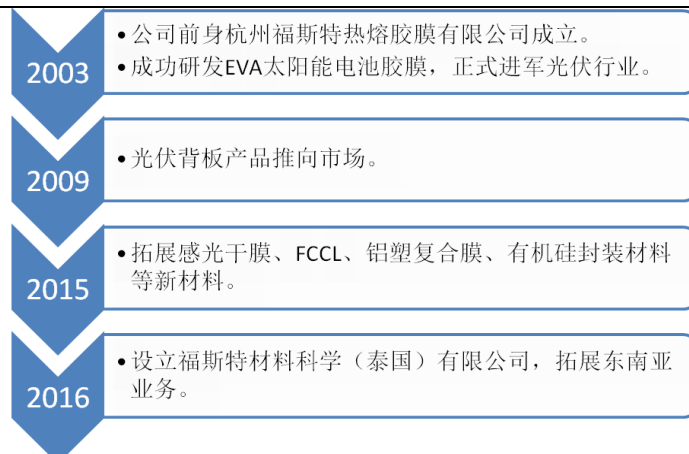 2003
•公司前身杭州福斯特热熔胶膜有限公司成立。
•成功研发EVA太阳能电池胶膜，正式进军光伏行业。
2009
•光伏背板产品推向市场。
2015
•拓展感光干膜、FCCL、铝塑复合膜、有机硅封装材料
等新材料。
2016
•设立福斯特材料科学（泰国）有限公司，拓展东南亚
业务。